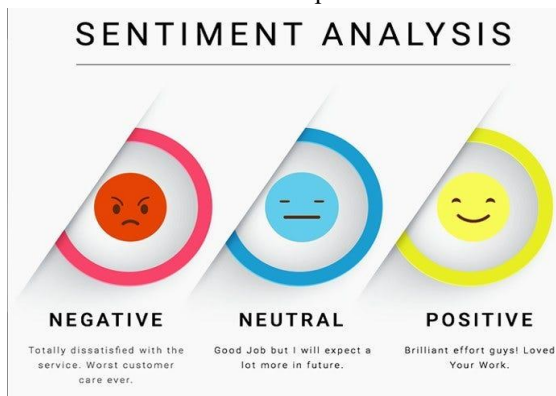 SENTIMENT ANALYSIS
NEGATIVE
Totally dissatisfied with the
service. Worst customer
care ever.
NEUTRAL
Good Job but I will expect a
lot more in future.
POSITIVE
Brilliant effort guys! Loved
Your Work.